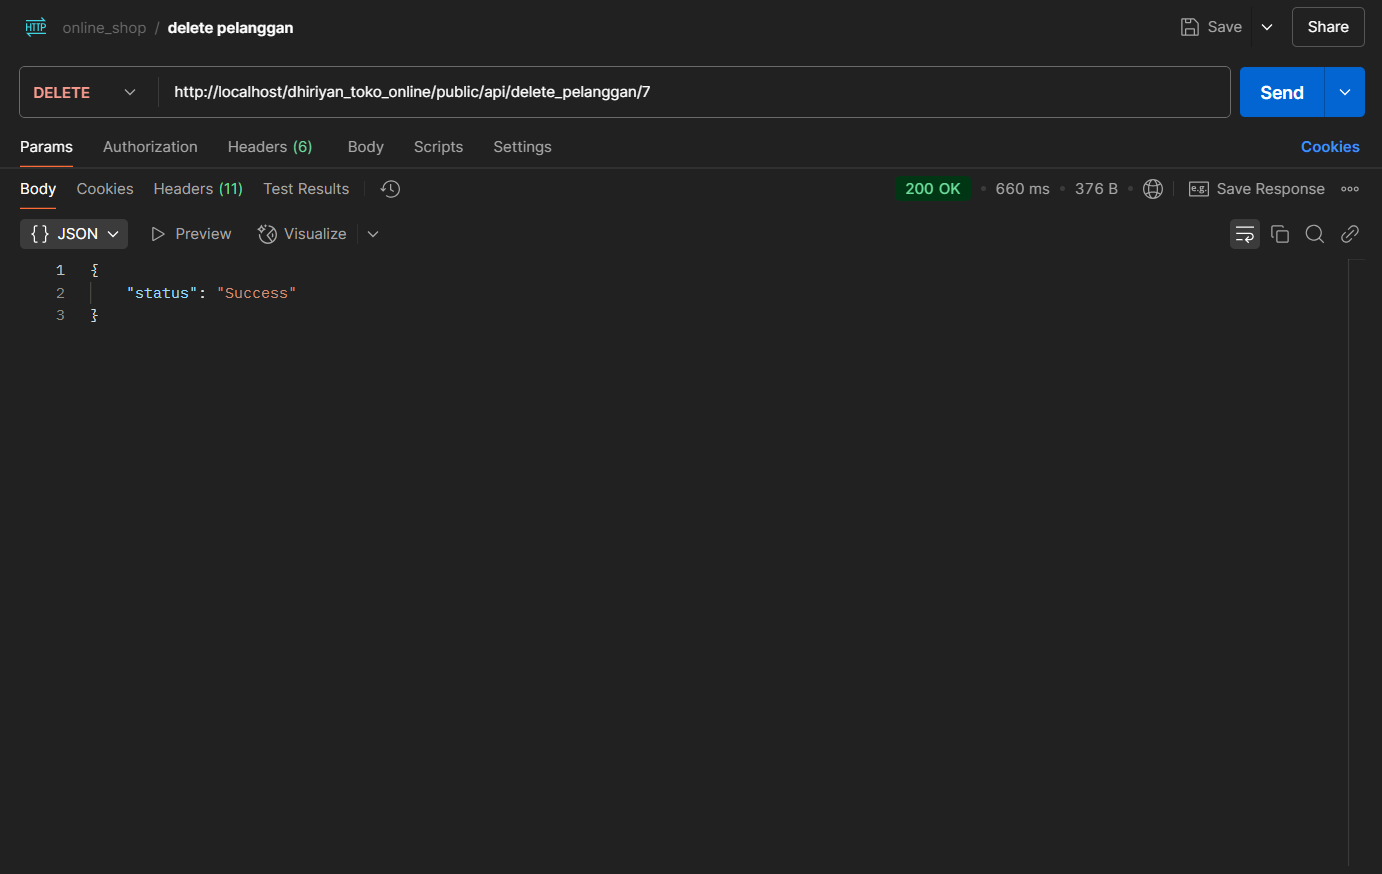 HTTP online_shop / delete pelanggan Save Share
DELETE http://localhost/dhiriyan_toko_online/public/api/delete_pelanggan/7 Send
Params Authorization Headers (6) Body Scripts Settings Cookies
Body Cookies Headers (11) Test Results 200 OK • 660 ms • 376 B • e.g. Save Response
{} JSON Preview Visualize
1 {
2 "status": "Success"
3 }